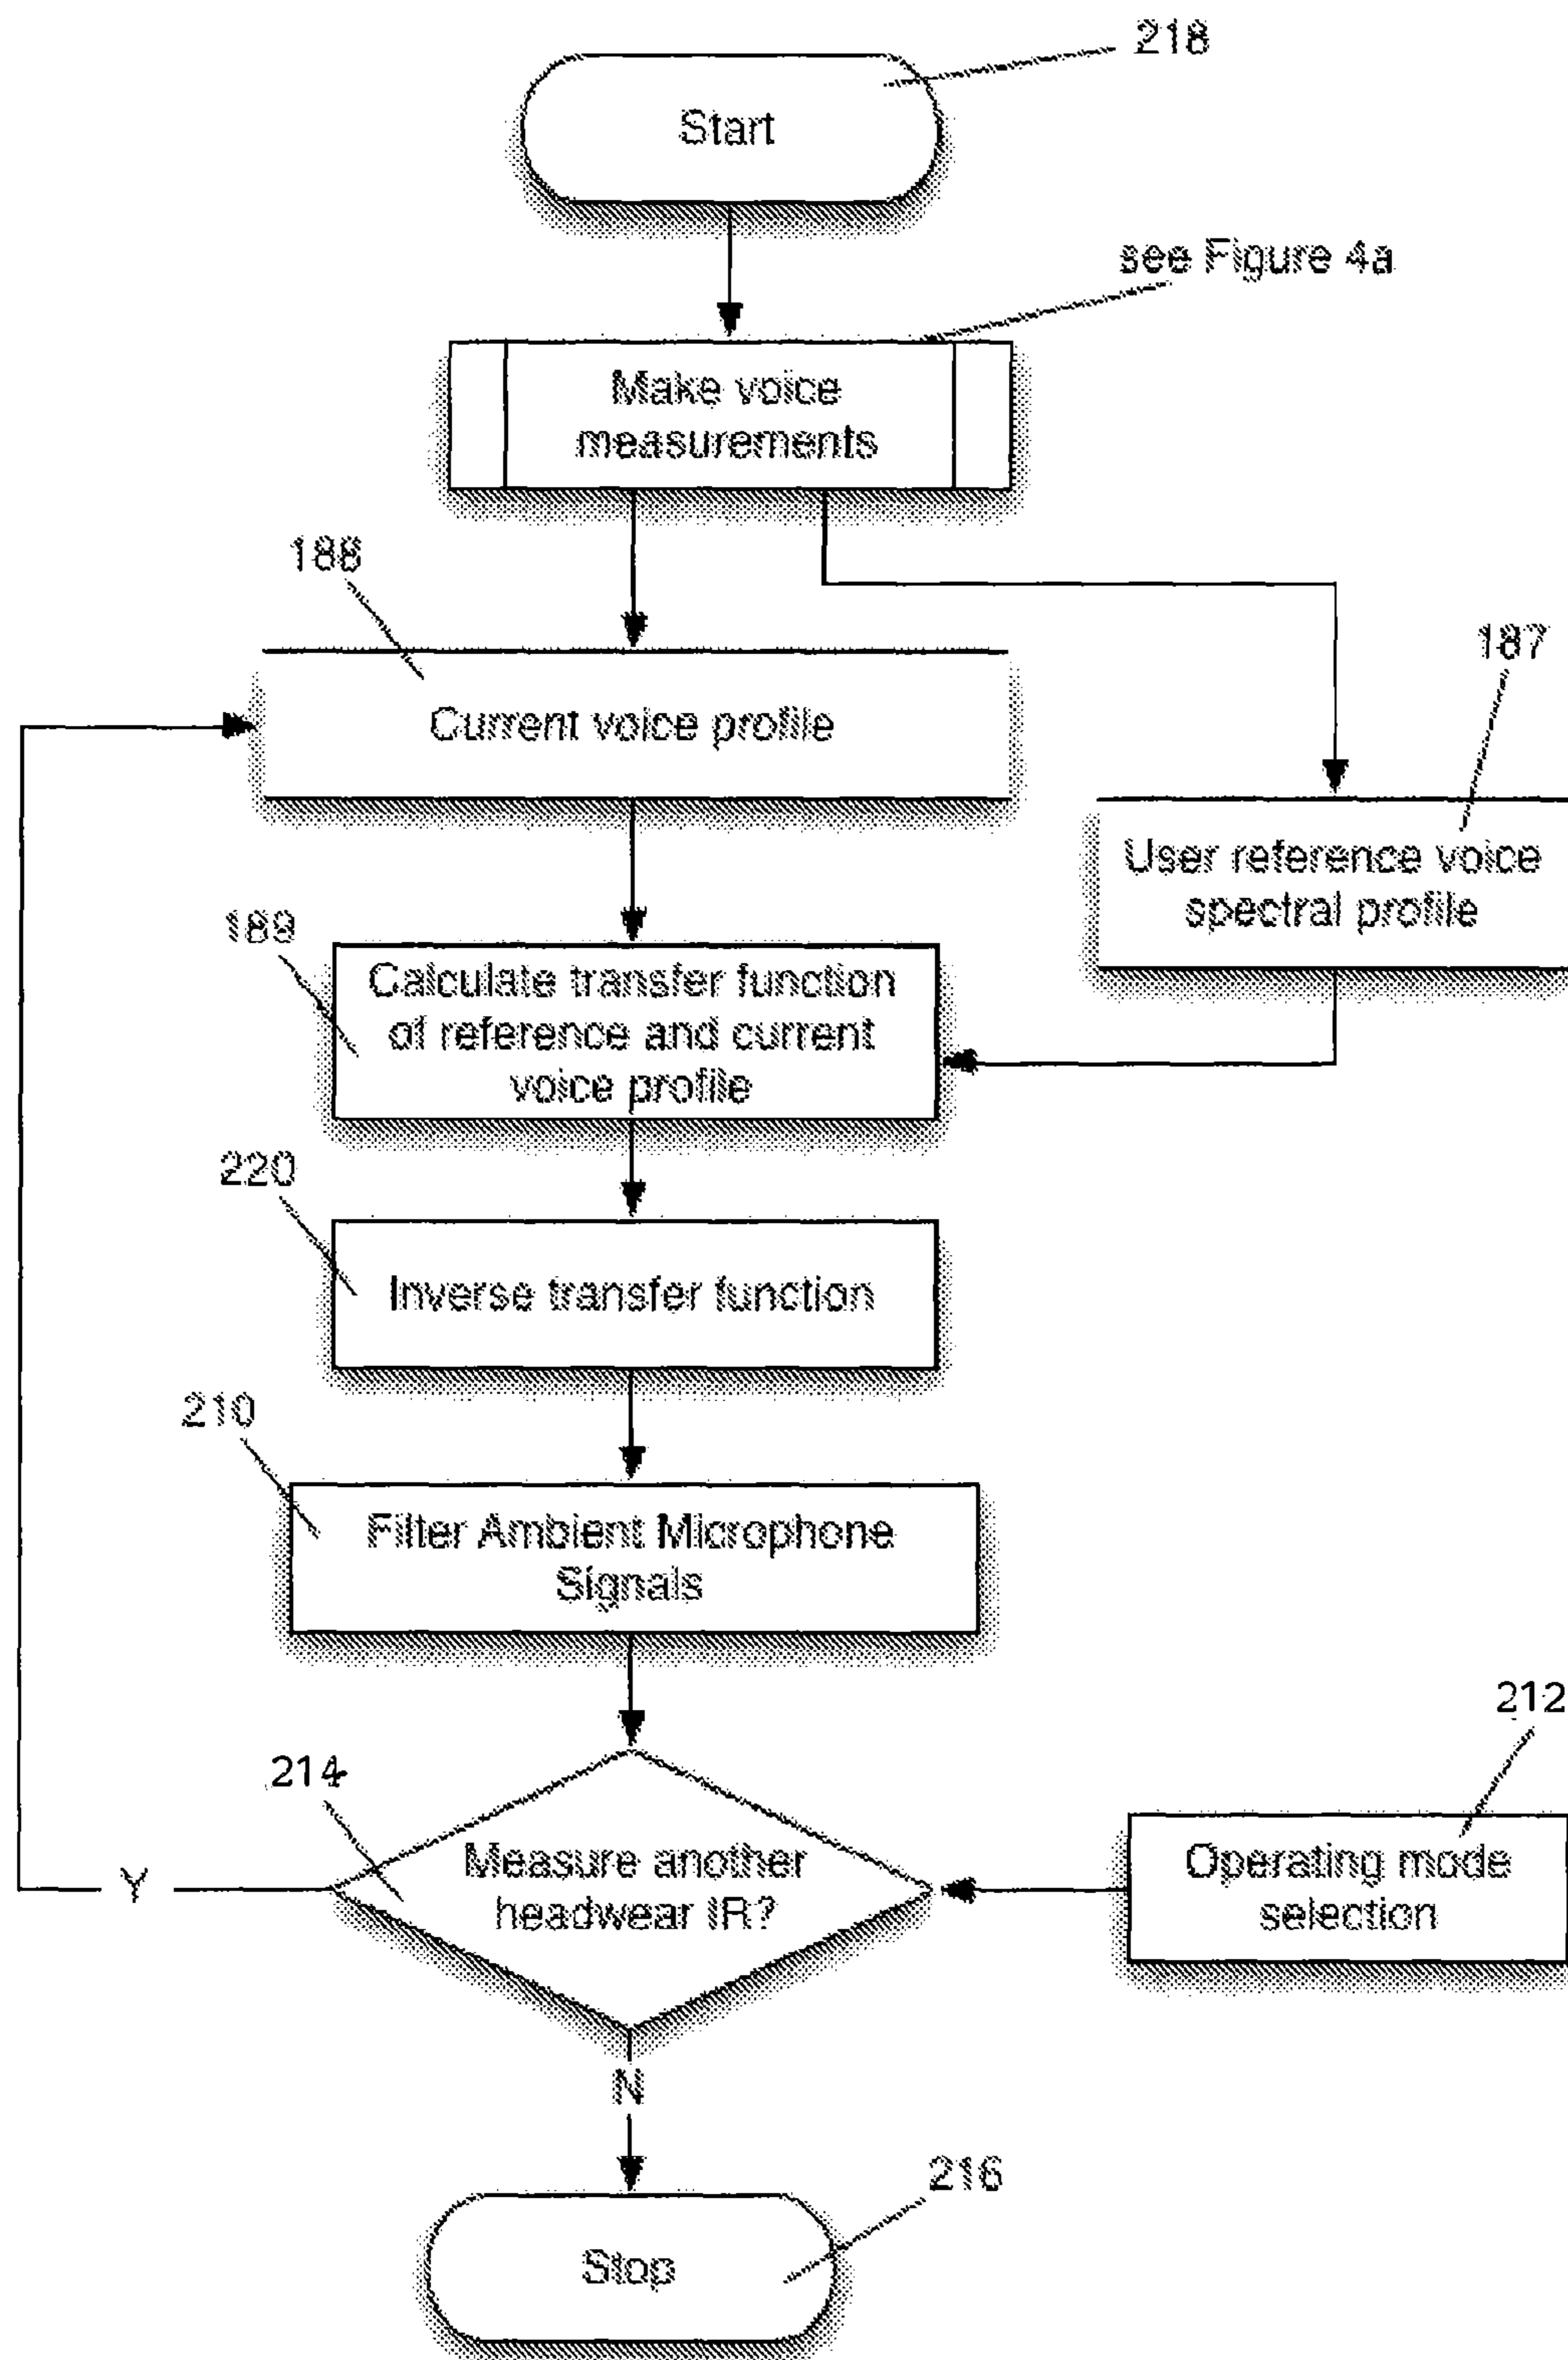 218
Start
see Figure 4a
Make voice
measurements
188
187
Current voice profile
User reference voice
spectral profile
189
Calculate transfer function
of reference and current
voice profile
220
Inverse transfer function
210
Filter Ambient Microphone
Signals
212
214
Measure another
headwear IR?
Operating mode
selection
Y
N
216
Stop